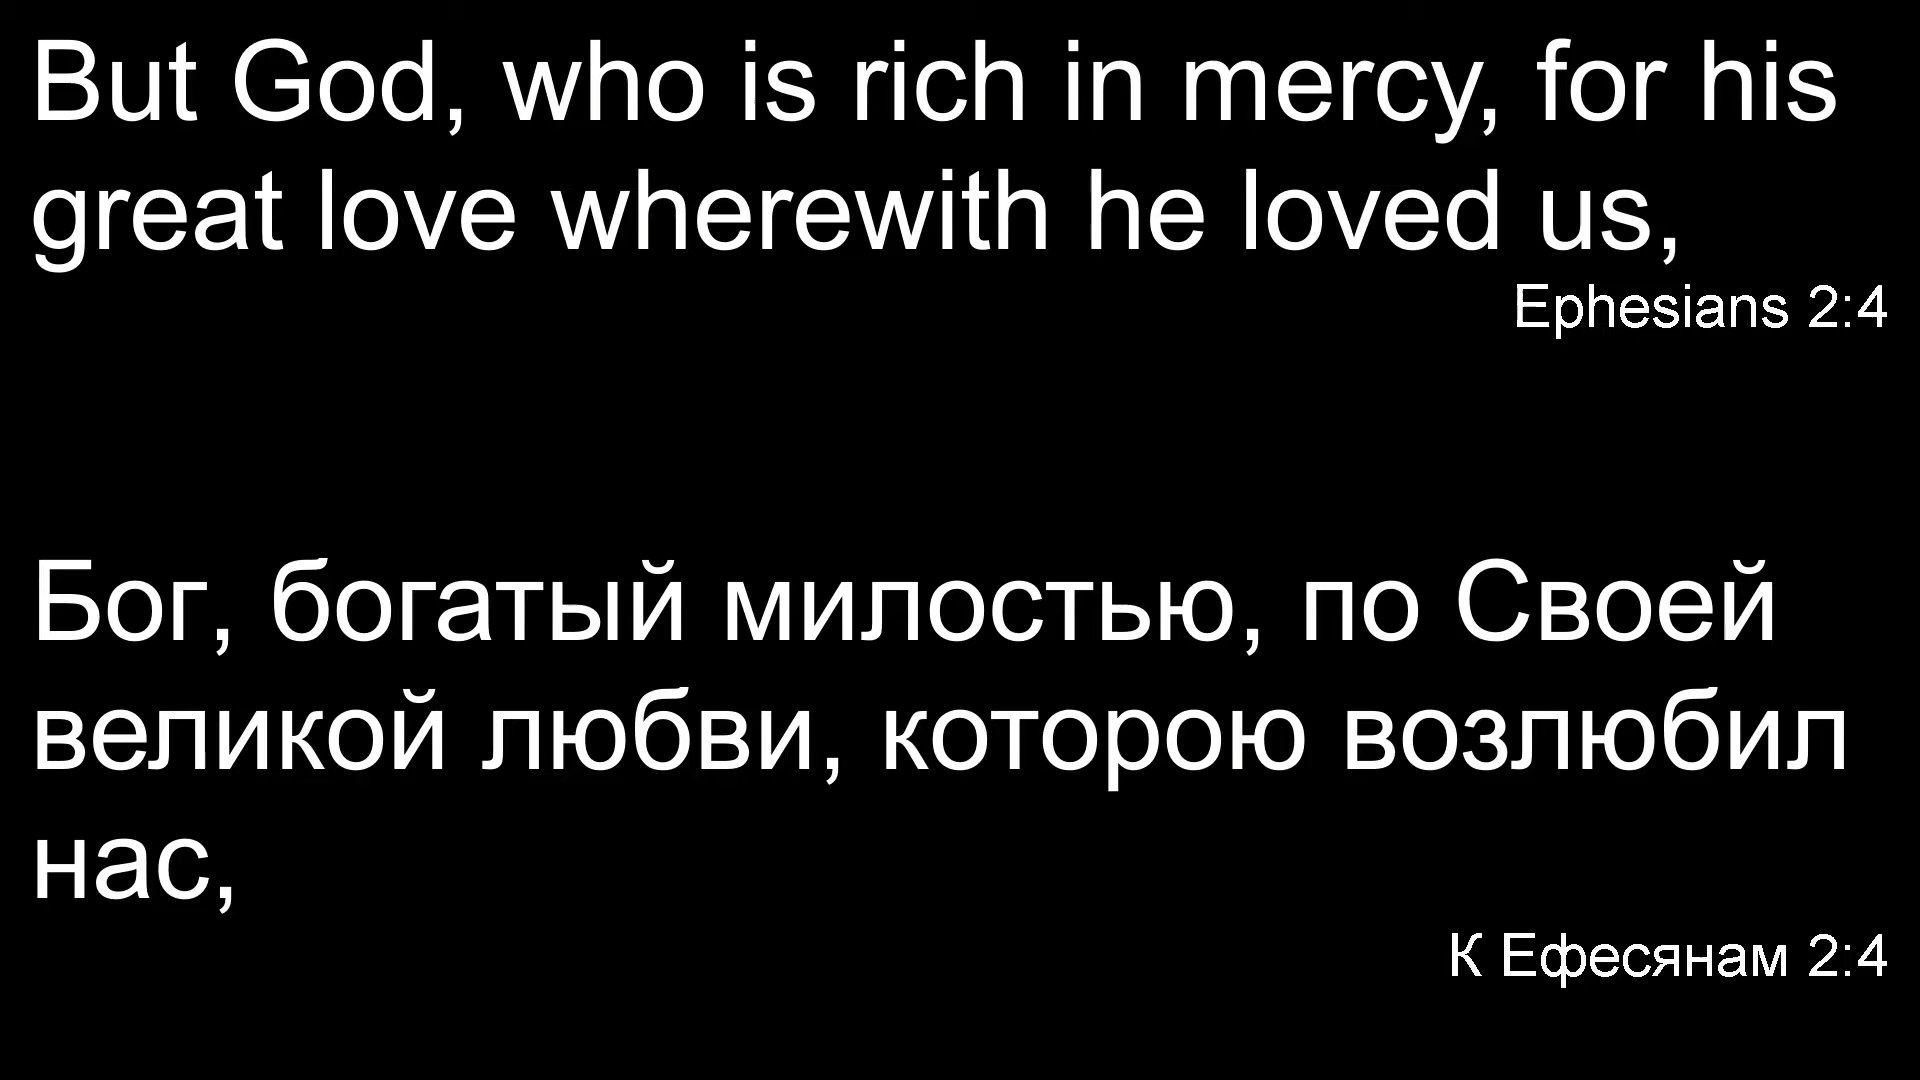 But God, who is rich in mercy, for his
great love wherewith he loved us,
Ephesians 2:4
Бог, богатый милостью, по Своей
великой любви, которою возлюбил
нас,
К Ефесянам 2:4